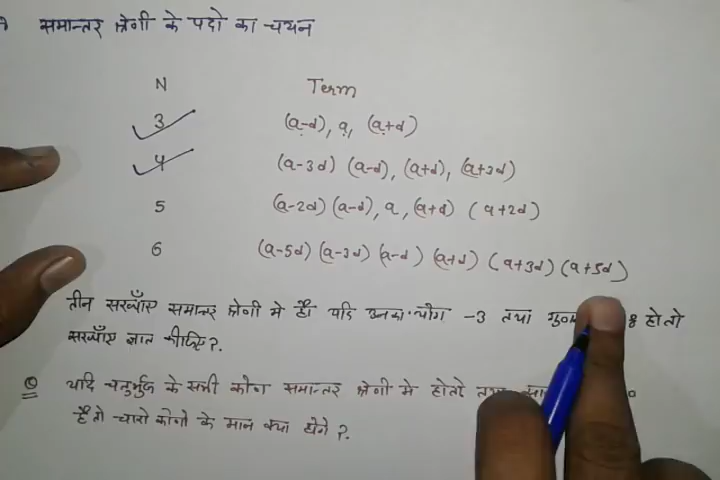 समान्तर श्रेणी के पदो का चयन
N Term
3 (a-d), a, (a+d)
4 (a-3d) (a-d), (a+d), (a+3d)
5 (a-2d) (a-d), a, (a+d) (a+2d)
6 (a-5d) (a-3d) (a-d) (a+d) (a+3d) (a+5d)
तीन सख्याँए समान्तर श्रेणी मे है। यदि उनका योग -3 तथा 8 हो तो
सख्याँए ज्ञात कीजिए?
Q यदि चतुर्भुज के सभी कोण समान्तर श्रेणी मे हो तो तथा
है तो चारो कोणो के मान क्या होगे?